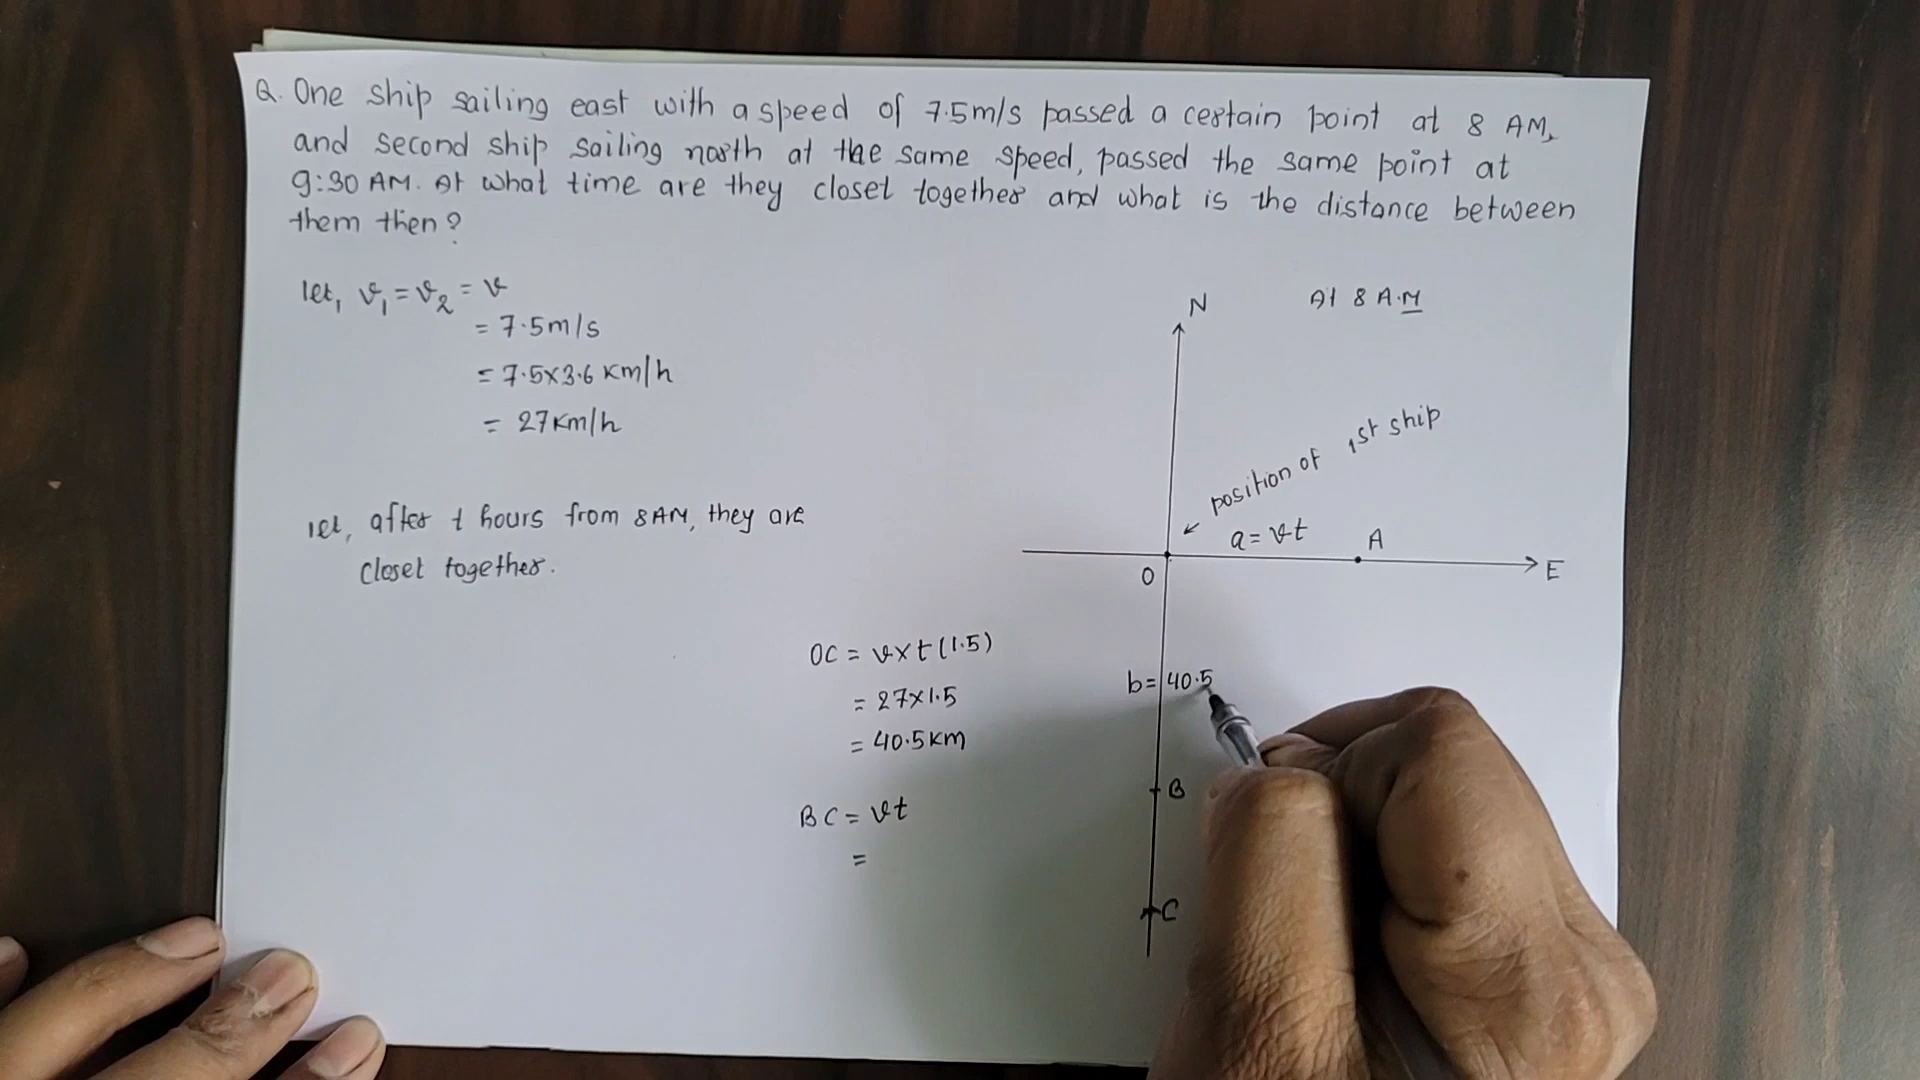 Q. One ship sailing east with a speed of 7.5m/s passed a certain point at 8 AM,
and second ship sailing north at the same speed, passed the same point at
9:30 AM. At what time are they closet together and what is the distance between
them then?
let, v₁ = v₂ = v
= 7.5m/s
= 7.5×3.6 Km/h
= 27Km/h
let, after t hours from 8AM, they are
closet together.
OC = v×t(1.5)
= 27×1.5
= 40.5Km
BC = vt
=
N
At 8 A.M
position of 1st ship
a = vt
A
E
O
b = 40.5
B
C